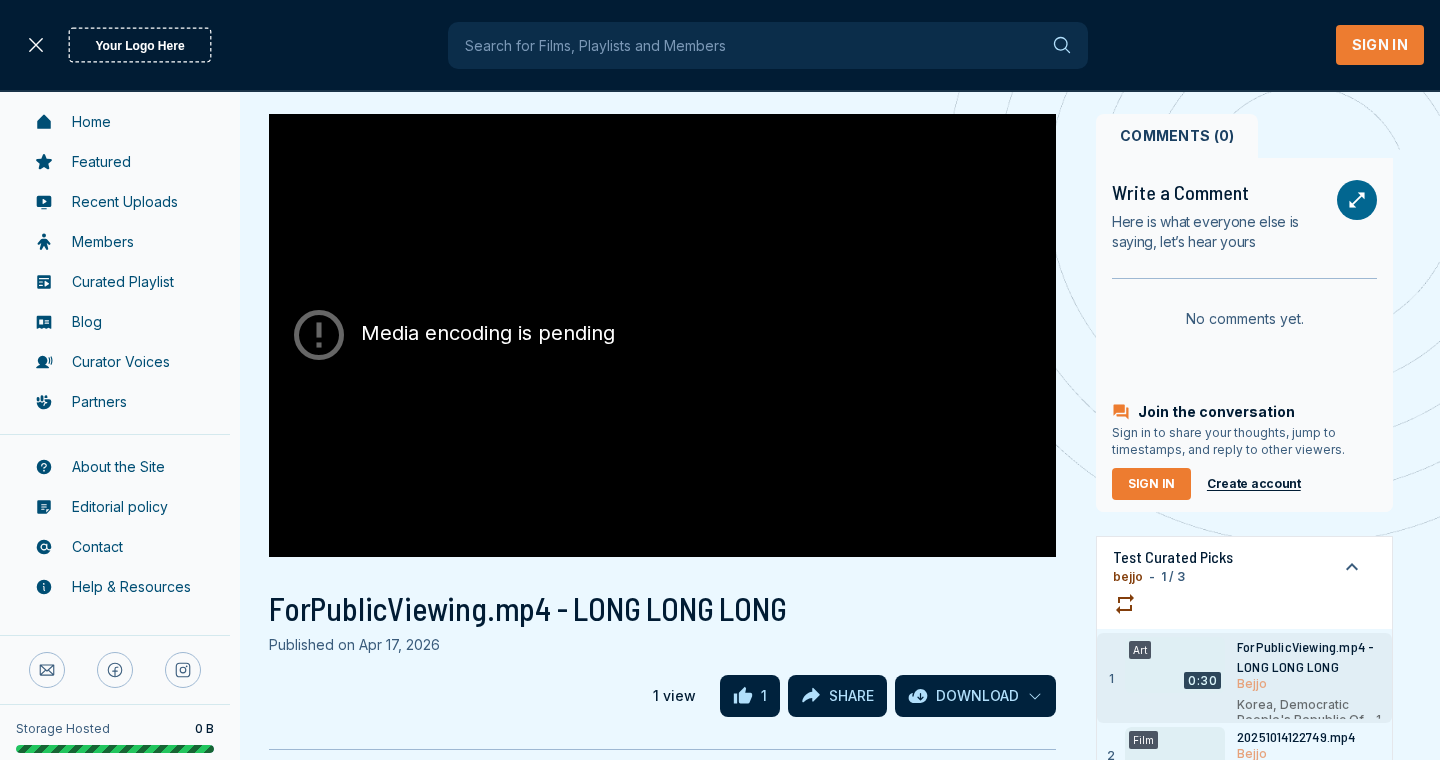 Your Logo Here
Search for Films, Playlists and Members
SIGN IN
Home
Featured
Recent Uploads
Members
Curated Playlist
Blog
Curator Voices
Partners
About the Site
Editorial policy
Contact
Help & Resources
Storage Hosted 0 B
Media encoding is pending
ForPublicViewing.mp4 - LONG LONG LONG
Published on Apr 17, 2026
1 view
1
SHARE
DOWNLOAD
COMMENTS (0)
Write a Comment
Here is what everyone else is
saying, let's hear yours
No comments yet.
Join the conversation
Sign in to share your thoughts, jump to
timestamps, and reply to other viewers.
SIGN IN
Create account
Test Curated Picks
bejjo - 1 / 3
1
Art
0:30
ForPublicViewing.mp4 -
LONG LONG LONG
Bejjo
Korea, Democratic
People's Republic Of - 1
2
Film
20251014122749.mp4
Bejjo